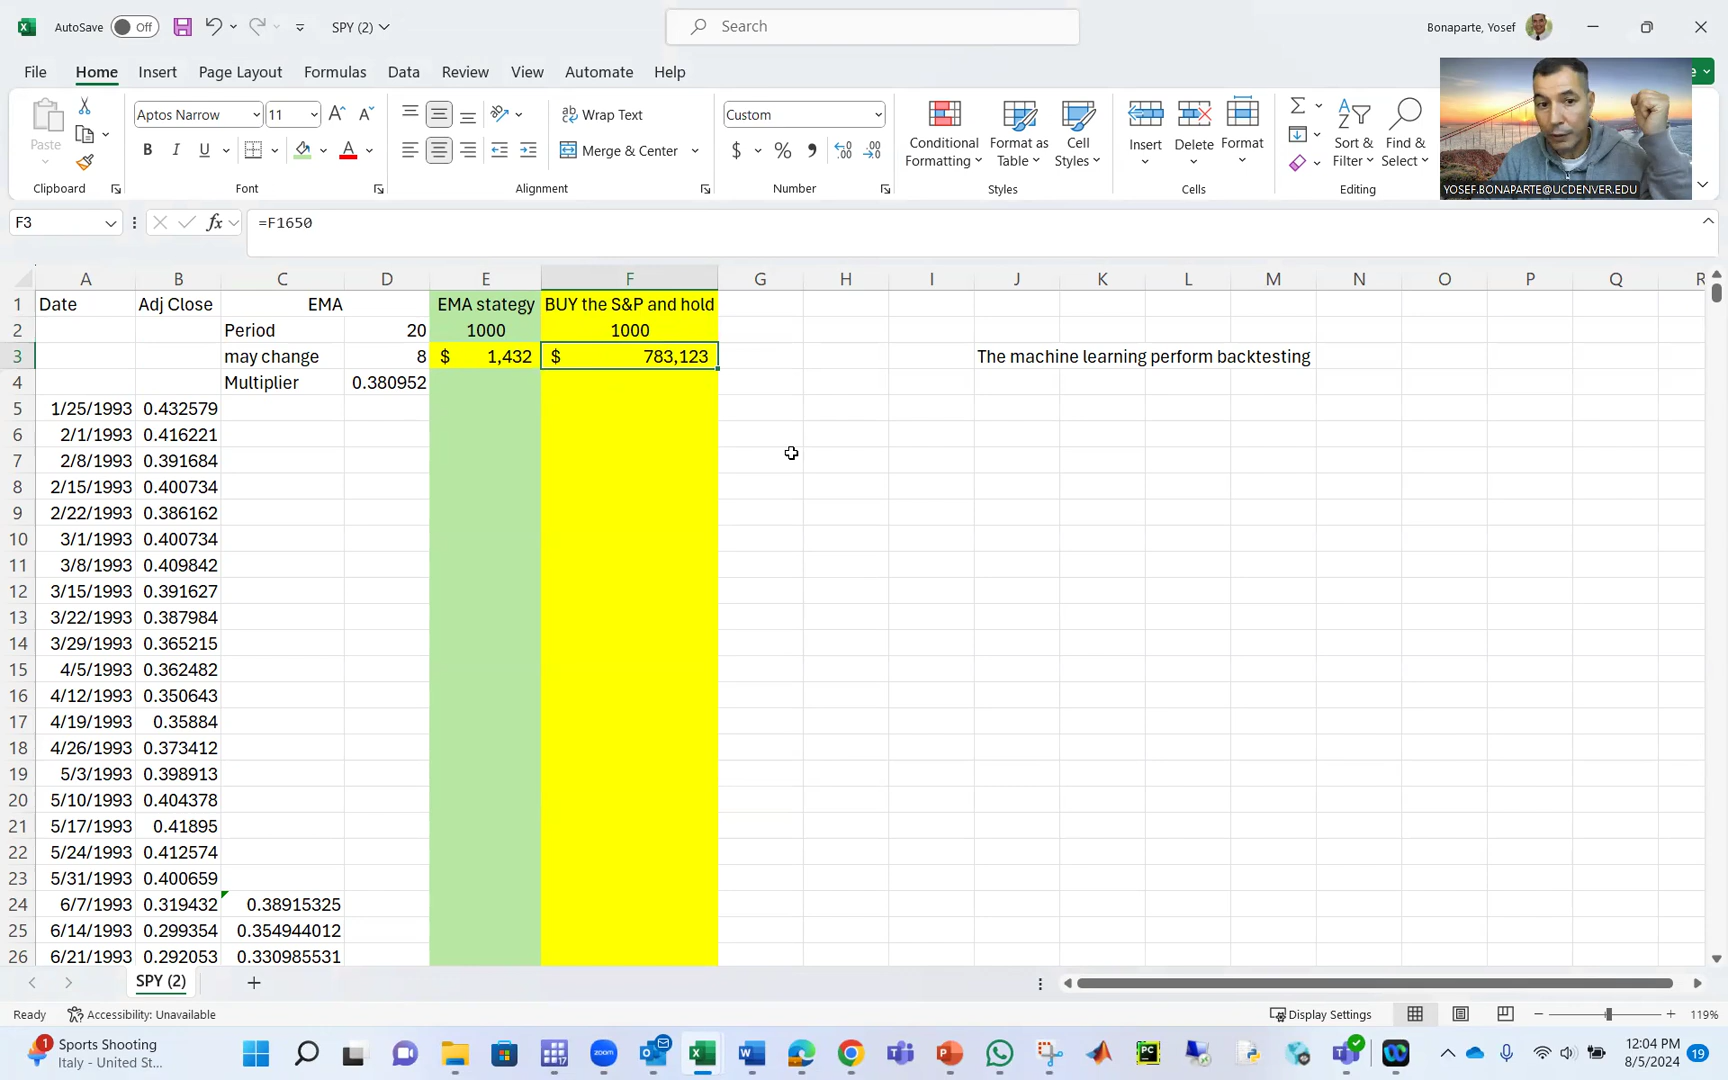 AutoSave Off SPY (2) Search Bonaparte, Yosef
File Home Insert Page Layout Formulas Data Review View Automate Help
Paste Clipboard
Aptos Narrow 11 A A B I U A Font
Wrap Text Merge & Center Alignment
Custom $ % Number
Conditional Formatting Format as Table Cell Styles Styles
Insert Delete Format Cells
Sort & Filter Find & Select Editing
YOSEF.BONAPARTE@UCDENVER.EDU
F3 fx =F1650
A B C D E F G H I J K L M N O P Q R
1 Date Adj Close EMA EMA stategy BUY the S&P and hold
2 Period 20 1000 1000
3 may change 8 $ 1,432 $ 783,123 The machine learning perform backtesting
4 Multiplier 0.380952
5 1/25/1993 0.432579
6 2/1/1993 0.416221
7 2/8/1993 0.391684
8 2/15/1993 0.400734
9 2/22/1993 0.386162
10 3/1/1993 0.400734
11 3/8/1993 0.409842
12 3/15/1993 0.391627
13 3/22/1993 0.387984
14 3/29/1993 0.365215
15 4/5/1993 0.362482
16 4/12/1993 0.350643
17 4/19/1993 0.35884
18 4/26/1993 0.373412
19 5/3/1993 0.398913
20 5/10/1993 0.404378
21 5/17/1993 0.41895
22 5/24/1993 0.412574
23 5/31/1993 0.400659
24 6/7/1993 0.319432 0.38915325
25 6/14/1993 0.299354 0.354944012
26 6/21/1993 0.292053 0.330985531
SPY (2)
Ready Accessibility: Unavailable Display Settings 119%
1 Sports Shooting
Italy - United St...
17 zoom PC
12:04 PM
8/5/2024 19